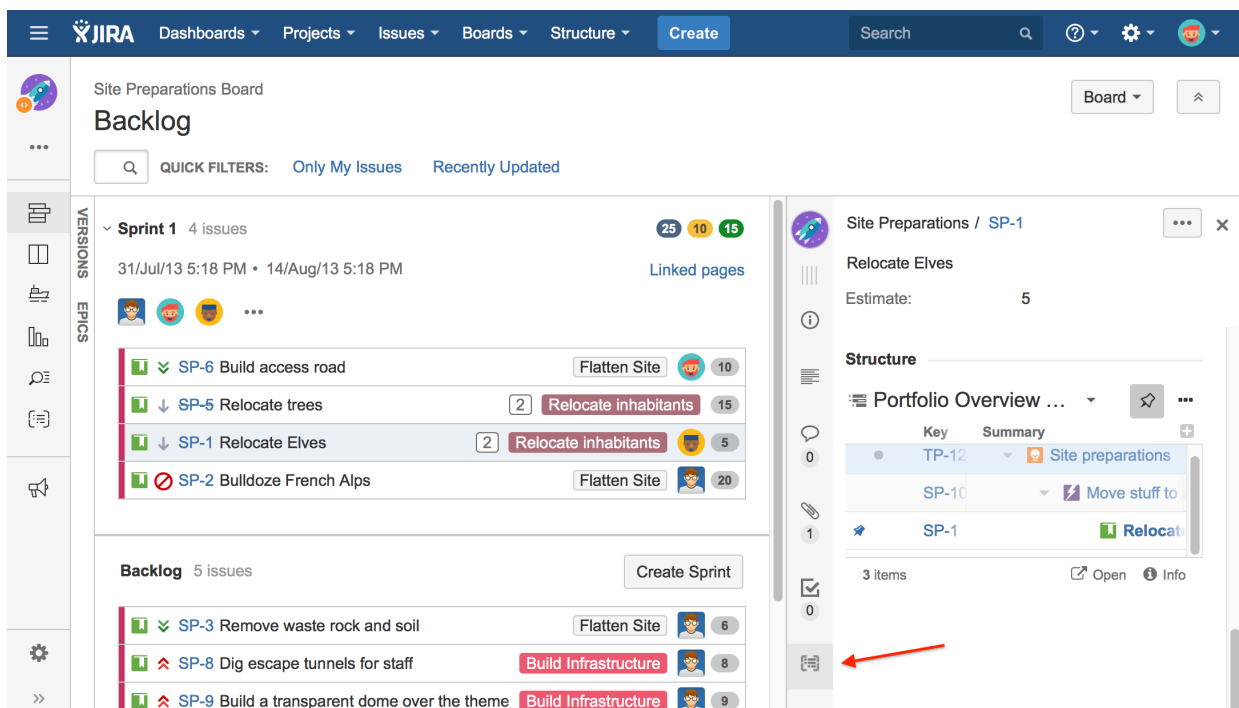 JIRA Dashboards Projects Issues Boards Structure Create Search
Site Preparations Board
Board
Backlog
QUICK FILTERS: Only My Issues Recently Updated
VERSIONS
EPICS
Sprint 1 4 issues 25 10 15
31/Jul/13 5:18 PM • 14/Aug/13 5:18 PM Linked pages
SP-6 Build access road Flatten Site 10
SP-5 Relocate trees 2 Relocate inhabitants 15
SP-1 Relocate Elves 2 Relocate inhabitants 5
SP-2 Bulldoze French Alps Flatten Site 20
Backlog 5 issues Create Sprint
SP-3 Remove waste rock and soil Flatten Site 6
SP-8 Dig escape tunnels for staff Build Infrastructure 8
SP-9 Build a transparent dome over the theme Build Infrastructure 9
0
1
0
Site Preparations / SP-1
Relocate Elves
Estimate: 5
Structure
Portfolio Overview ...
Key Summary
TP-12 Site preparations
SP-10 Move stuff to
SP-1 Relocat
3 items Open Info